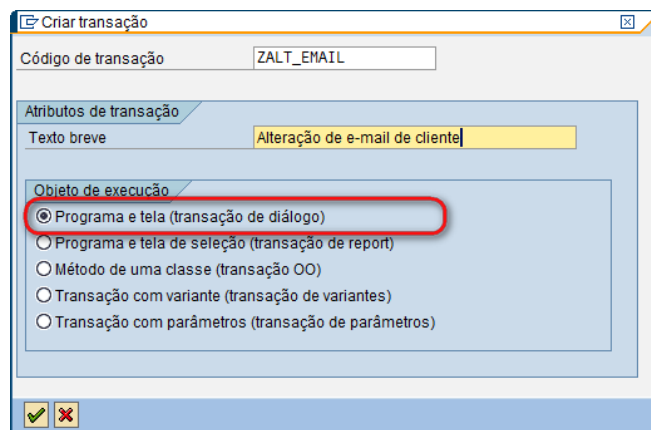 Criar transação
Código de transação ZALT_EMAIL
Atributos de transação
Texto breve Alteração de e-mail de cliente
Objeto de execução
Programa e tela (transação de diálogo)
Programa e tela de seleção (transação de report)
Método de uma classe (transação OO)
Transação com variante (transação de variantes)
Transação com parâmetros (transação de parâmetros)